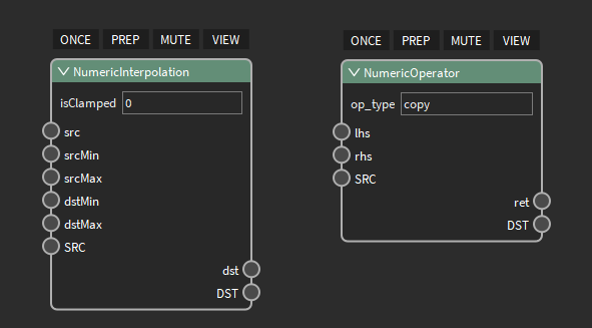 ONCE PREP MUTE VIEW
NumericInterpolation
isClamped 0
src
srcMin
srcMax
dstMin
dstMax
SRC
dst
DST
ONCE PREP MUTE VIEW
NumericOperator
op_type copy
lhs
rhs
SRC
ret
DST